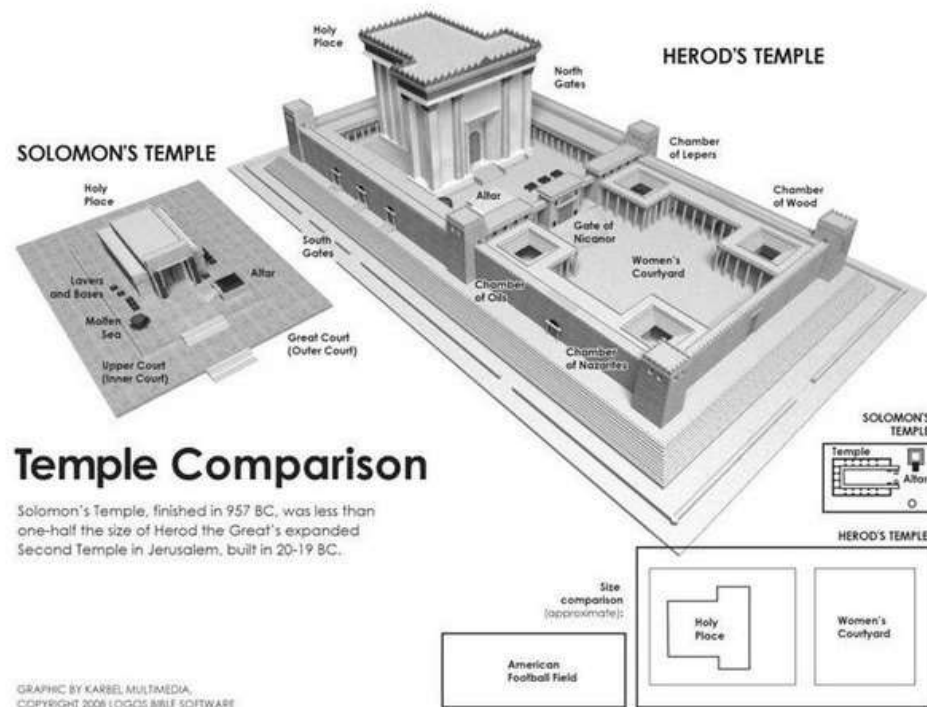 HEROD'S TEMPLE
Holy
Place
North
Gates
Chamber
of Lepers
Chamber
of Wood
Altar
Gate of
Nicanor
Women's
Courtyard
South
Gates
Chamber
of Oils
Chamber
of Nazarites
SOLOMON'S TEMPLE
Holy
Place
Lavers
and Bases
Altar
Molten
Sea
Great Court
(Outer Court)
Upper Court
(Inner Court)
Temple Comparison
Solomon's Temple, finished in 957 BC, was less than
one-half the size of Herod the Great's expanded
Second Temple in Jerusalem, built in 20-19 BC.
SOLOMON'S
TEMPLE
Temple
Altar
HEROD'S TEMPLE
Size
comparison
(approximate):
Holy
Place
Women's
Courtyard
American
Football Field
GRAPHIC BY KARBEL MULTIMEDIA,
COPYRIGHT 2008 LOGOS BIBLE SOFTWARE